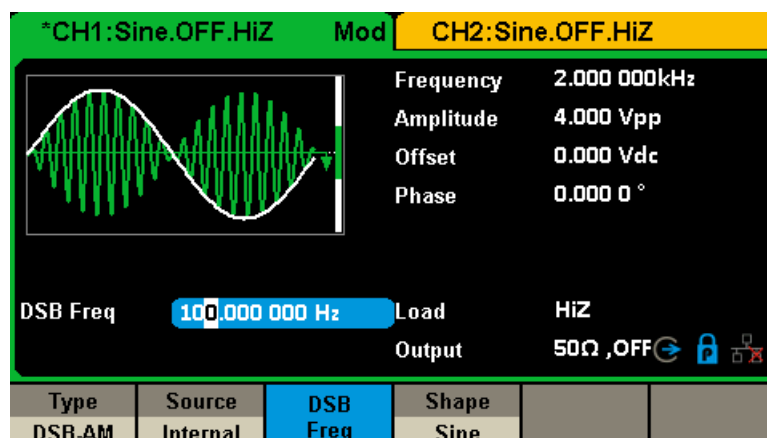 *CH1:Sine.OFF.HiZ Mod CH2:Sine.OFF.HiZ
Frequency 2.000 000kHz
Amplitude 4.000 Vpp
Offset 0.000 Vdc
Phase 0.000 0 °
DSB Freq 100.000 000 Hz Load HiZ
Output 50Ω ,OFF P
Type Source DSB Freq Shape
DSB-AM Internal Sine